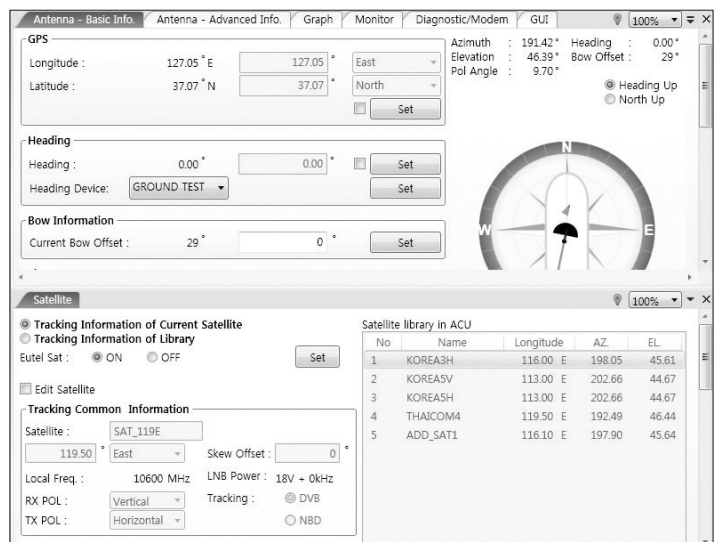 Antenna - Basic Info. Antenna - Advanced Info. Graph Monitor Diagnostic/Modem GUI 100%
GPS
Longitude : 127.05 ° E 127.05 ° East
Latitude : 37.07 ° N 37.07 ° North
Set
Azimuth : 191.42° Heading : 0.00°
Elevation : 46.39° Bow Offset : 29°
Pol Angle : 9.70°
Heading Up
North Up
Heading
Heading : 0.00 ° 0.00 ° Set
Heading Device: GROUND TEST Set
Bow Information
Current Bow Offset : 29 ° 0 ° Set
N
W E
Satellite 100%
Tracking Information of Current Satellite
Tracking Information of Library
Eutel Sat : ON OFF Set
Edit Satellite
Tracking Common Information
Satellite : SAT_119E
119.50 ° East Skew Offset : 0 °
Local Freq. : 10600 MHz LNB Power : 18V + 0kHz
RX POL : Vertical Tracking : DVB
TX POL : Horizontal NBD
Satellite library in ACU
No Name Longitude AZ. EL.
1 KOREA3H 116.00 E 198.05 45.61
2 KOREA5V 113.00 E 202.66 44.67
3 KOREA5H 113.00 E 202.66 44.67
4 THAICOM4 119.50 E 192.49 46.44
5 ADD_SAT1 116.10 E 197.90 45.64